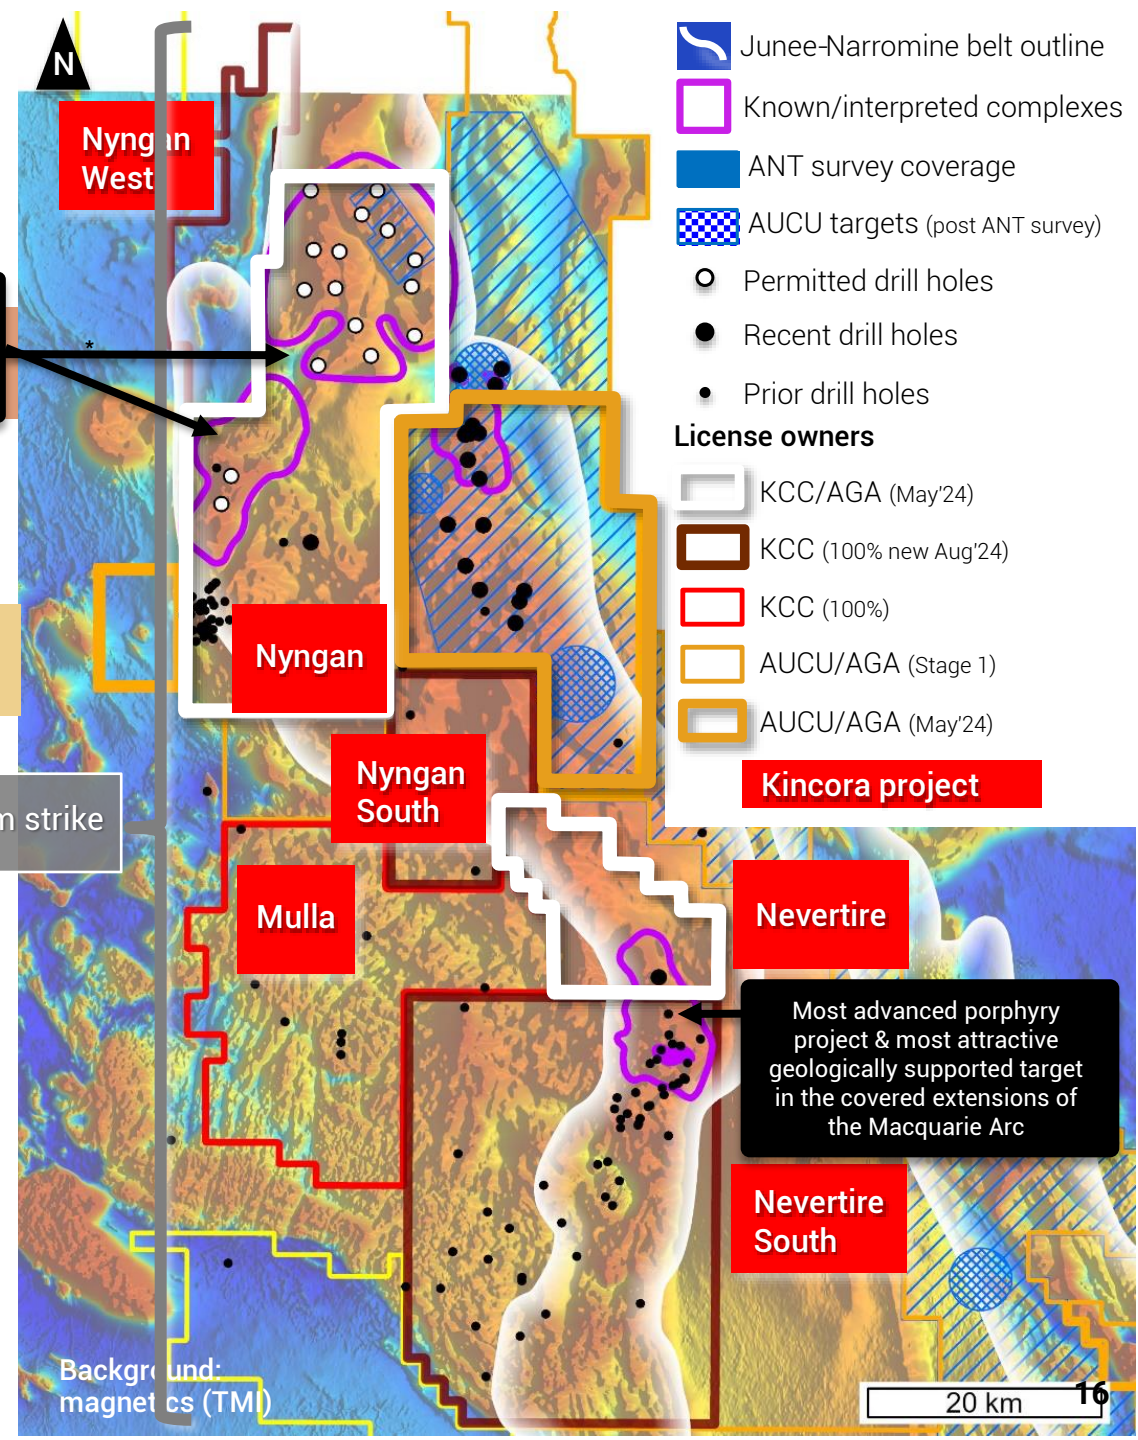 N
Nyngan
West
Junee-Narromine belt outline
Known/interpreted complexes
ANT survey coverage
AUCU targets (post ANT survey)
Permitted drill holes
Recent drill holes
Prior drill holes
License owners
KCC/AGA (May'24)
KCC (100% new Aug'24)
KCC (100%)
AUCU/AGA (Stage 1)
AUCU/AGA (May'24)
Kincora project
*
Nyngan
Nyngan
South
m strike
Mulla
Nevertire
Most advanced porphyry
project & most attractive
geologically supported target
in the covered extensions of
the Macquarie Arc
Nevertire
South
Background:
magnetics (TMI)
20 km
16